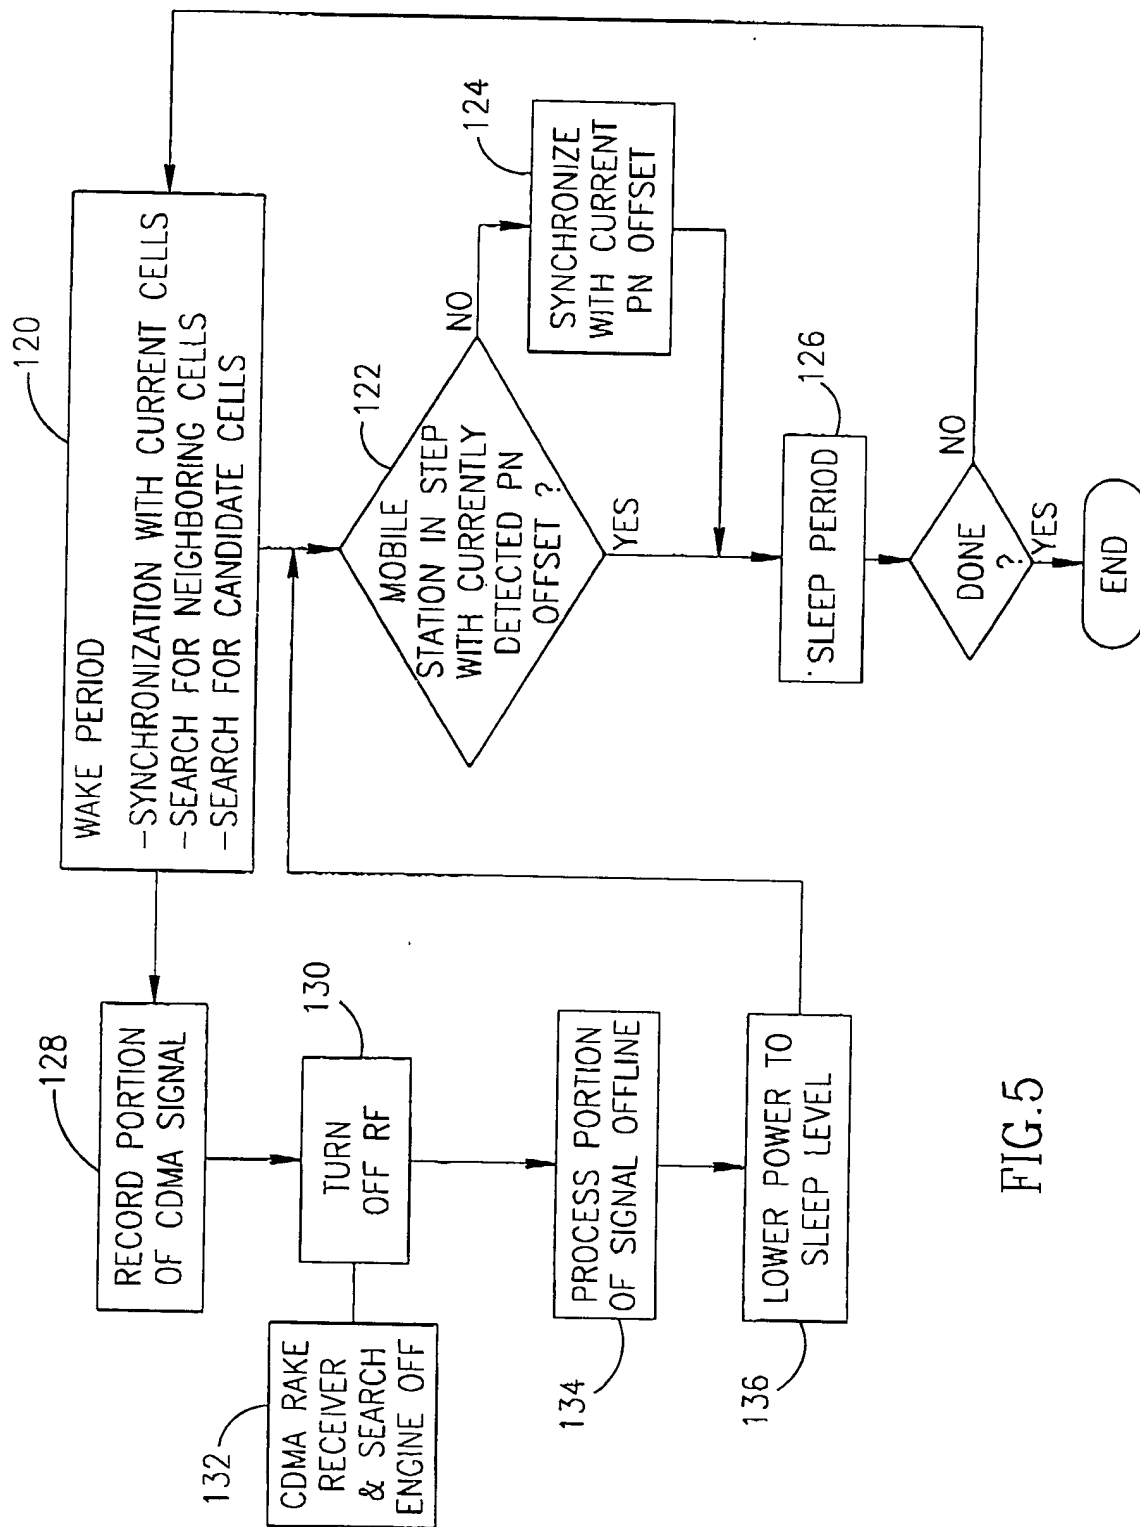 120
WAKE PERIOD
-SYNCHRONIZATION WITH CURRENT CELLS
-SEARCH FOR NEIGHBORING CELLS
-SEARCH FOR CANDIDATE CELLS
128
RECORD PORTION
OF CDMA SIGNAL
130
TURN
OFF RF
132
CDMA RAKE
RECEIVER
& SEARCH
ENGINE OFF
134
PROCESS PORTION
OF SIGNAL OFFLINE
136
LOWER POWER TO
SLEEP LEVEL
122
MOBILE
STATION IN STEP
WITH CURRENTLY
DETECTED PN
OFFSET ?
NO
YES
124
SYNCHRONIZE
WITH CURRENT
PN OFFSET
126
SLEEP PERIOD
DONE
?
NO
YES
END
FIG.5